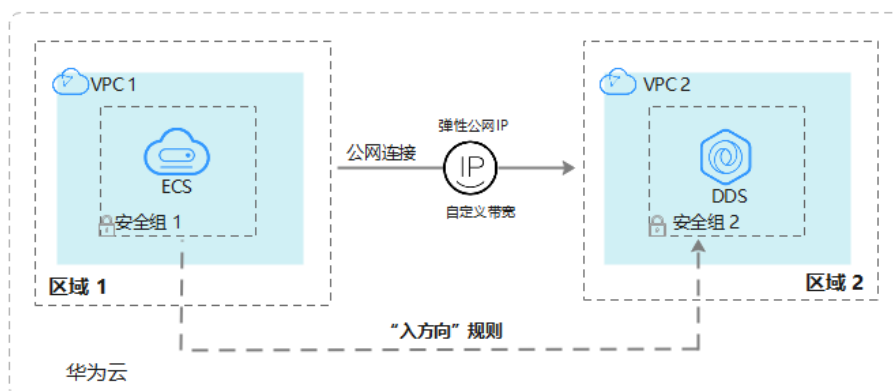 VPC 1
ECS
安全组 1
区域 1
公网连接
弹性公网IP
IP
自定义带宽
VPC 2
DDS
安全组 2
区域 2
“入方向”规则
华为云